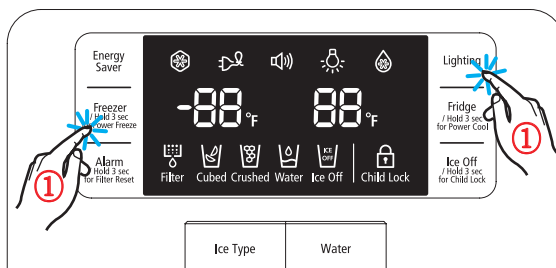 Energy
Saver
Freezer
/ Hold 3 sec
Power Freeze
Alarm
Hold 3 sec
for Filter Reset
-88 °F
88 °F
Filter
Cubed
Crushed
Water
ICE
OFF
Ice Off
Child Lock
Lighting
Fridge
/ Hold 3 sec
for Power Cool
Ice Off
/ Hold 3 sec
for Child Lock
①
①
Ice Type
Water